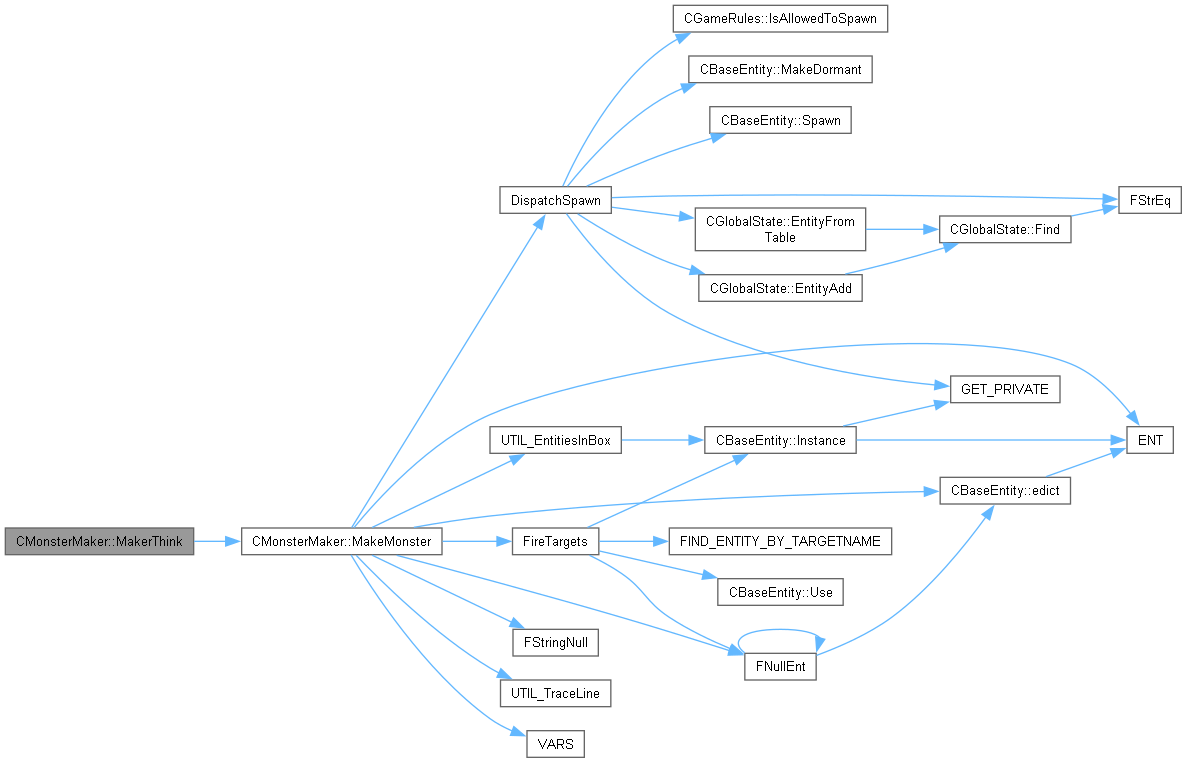 CGameRules::IsAllowedToSpawn
CBaseEntity::MakeDormant
CBaseEntity::Spawn
DispatchSpawn
FStrEq
CGlobalState::EntityFrom
Table
CGlobalState::Find
CGlobalState::EntityAdd
GET_PRIVATE
UTIL_EntitiesInBox
CBaseEntity::Instance
ENT
CBaseEntity::edict
CMonsterMaker::MakerThink
CMonsterMaker::MakeMonster
FireTargets
FIND_ENTITY_BY_TARGETNAME
CBaseEntity::Use
FStringNull
FNullEnt
UTIL_TraceLine
VARS